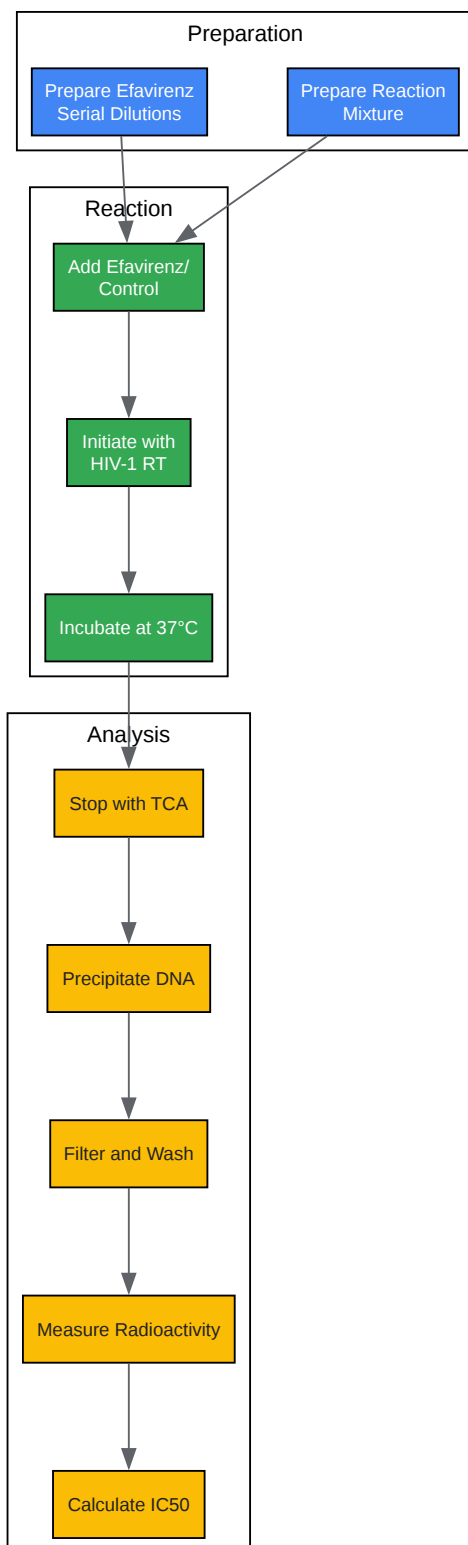 Preparation
Prepare Efavirenz
Serial Dilutions
Prepare Reaction
Mixture
Reaction
Add Efavirenz/
Control
Initiate with
HIV-1 RT
Incubate at 37°C
Analysis
Stop with TCA
Precipitate DNA
Filter and Wash
Measure Radioactivity
Calculate IC50